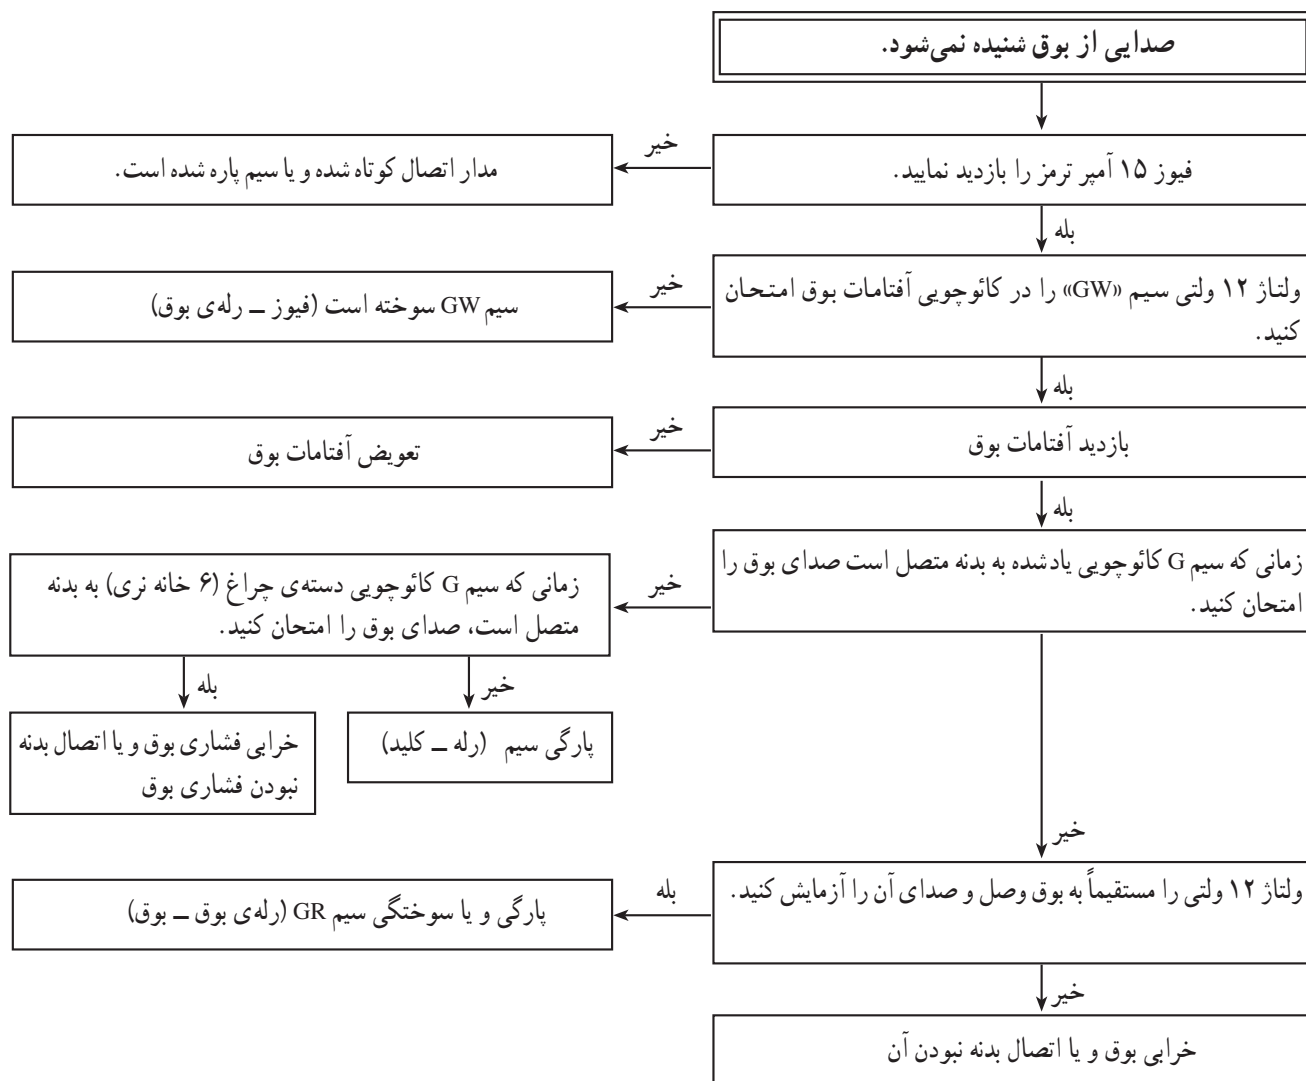 صدایی از بوق شنیده نمی‌شود.
فیوز ۱۵ آمپر ترمز را بازدید نمایید.
خیر
مدار اتصال کوتاه شده و یا سیم پاره شده است.
بله
ولتاژ ۱۲ ولتی سیم «GW» را در کائوچویی آفتامات بوق امتحان
کنید.
خیر
سیم GW سوخته است (فیوز ـ رله‌ی بوق)
بله
بازدید آفتامات بوق
خیر
تعویض آفتامات بوق
بله
زمانی که سیم G کائوچویی یادشده به بدنه متصل است صدای بوق را
امتحان کنید.
خیر
زمانی که سیم G کائوچویی دسته‌ی چراغ (۶ خانه نری) به بدنه
متصل است، صدای بوق را امتحان کنید.
خیر
پارگی سیم (رله ـ کلید)
بله
خرابی فشاری بوق و یا اتصال بدنه
نبودن فشاری بوق
خیر
ولتاژ ۱۲ ولتی را مستقیماً به بوق وصل و صدای آن را آزمایش کنید.
بله
پارگی و یا سوختگی سیم GR (رله‌ی بوق ـ بوق)
خیر
خرابی بوق و یا اتصال بدنه نبودن آن